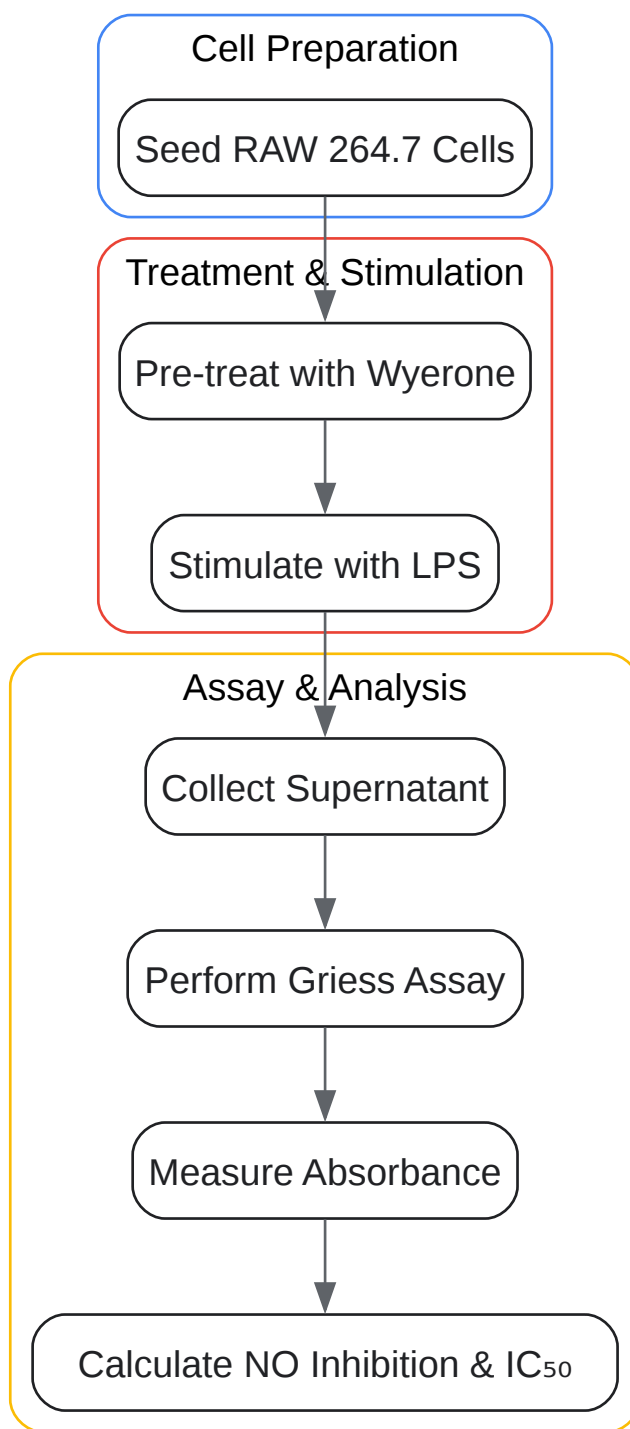 Cell Preparation
Seed RAW 264.7 Cells
Treatment & Stimulation
Pre-treat with Wyerone
Stimulate with LPS
Assay & Analysis
Collect Supernatant
Perform Griess Assay
Measure Absorbance
Calculate NO Inhibition & IC₅₀